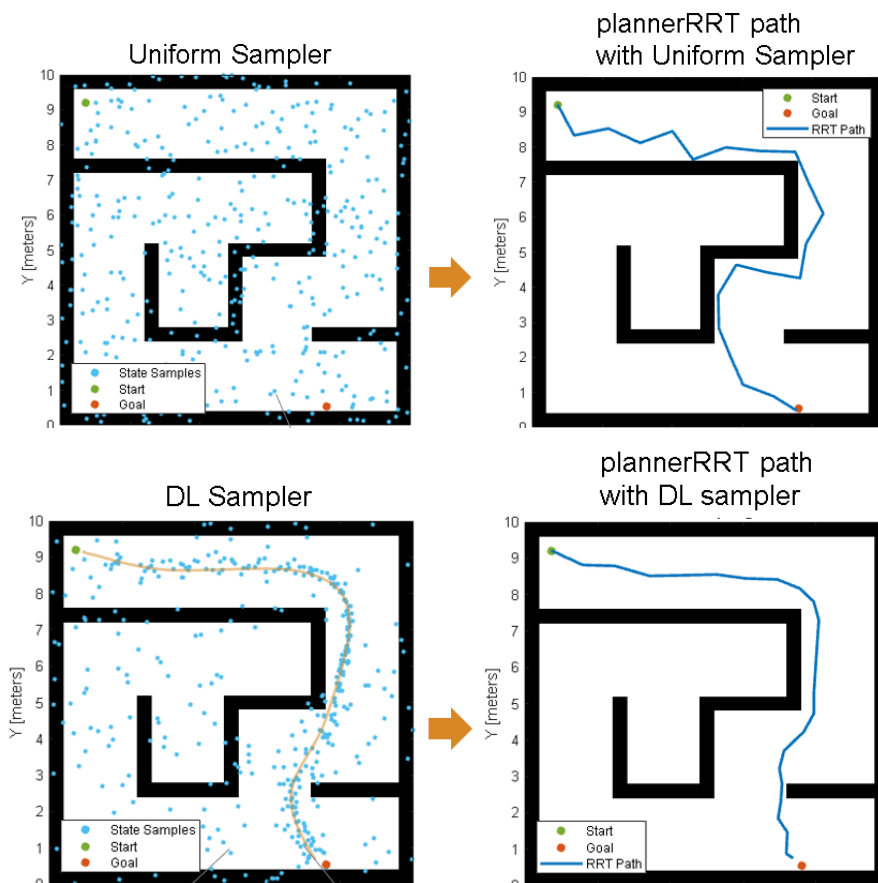 Uniform Sampler
10
9
8
7
6
5
4
3
2
1
0
Y [meters]
State Samples
Start
Goal
plannerRRT path
with Uniform Sampler
10
9
8
7
6
5
4
3
2
1
0
Y [meters]
Start
Goal
RRT Path
DL Sampler
10
9
8
7
6
5
4
3
2
1
0
Y [meters]
State Samples
Start
Goal
plannerRRT path
with DL sampler
10
9
8
7
6
5
4
3
2
1
0
Y [meters]
Start
Goal
RRT Path